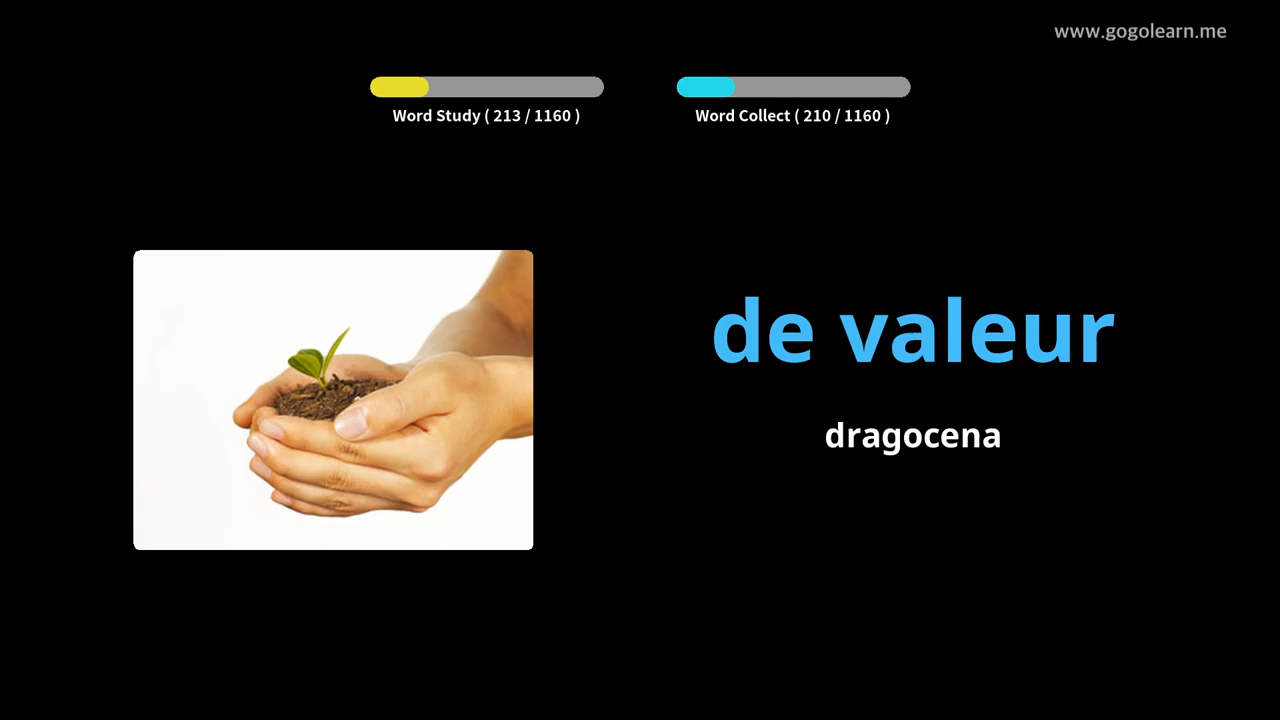 www.gogolearn.me
Word Study ( 213 / 1160 )
Word Collect ( 210 / 1160 )
de valeur
dragocena